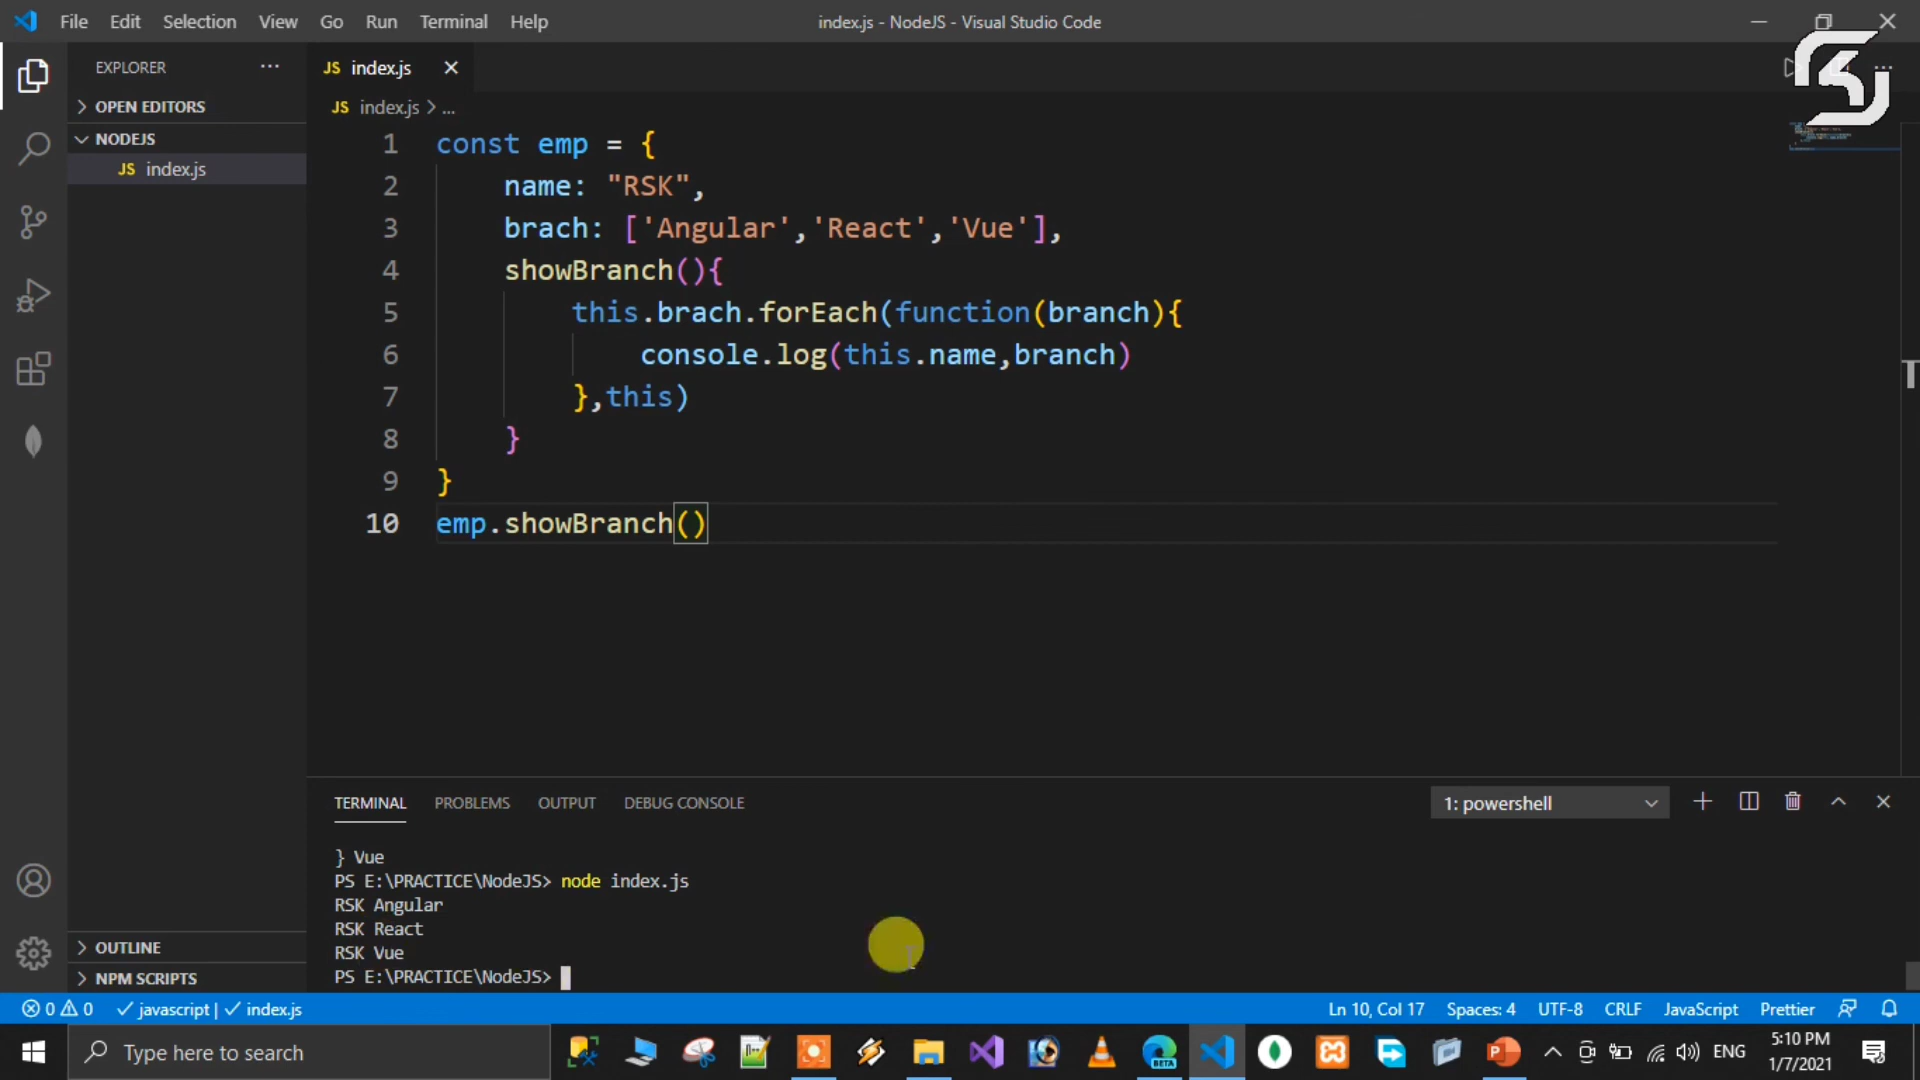 File Edit Selection View Go Run Terminal Help
index.js - NodeJS - Visual Studio Code
EXPLORER ...
JS index.js
OPEN EDITORS
JS index.js > ...
NODEJS
JS index.js
1 const emp = {
2     name: "RSK",
3     brach: ['Angular','React','Vue'],
4     showBranch(){
5         this.brach.forEach(function(branch){
6             console.log(this.name,branch)
7         },this)
8     }
9 }
10 emp.showBranch()
TERMINAL PROBLEMS OUTPUT DEBUG CONSOLE
1: powershell
} Vue
PS E:\PRACTICE\NodeJS> node index.js
RSK Angular
RSK React
RSK Vue
PS E:\PRACTICE\NodeJS>
OUTLINE
NPM SCRIPTS
0 0 javascript | index.js
Ln 10, Col 17 Spaces: 4 UTF-8 CRLF JavaScript Prettier
Type here to search
BETA
ENG
5:10 PM
1/7/2021